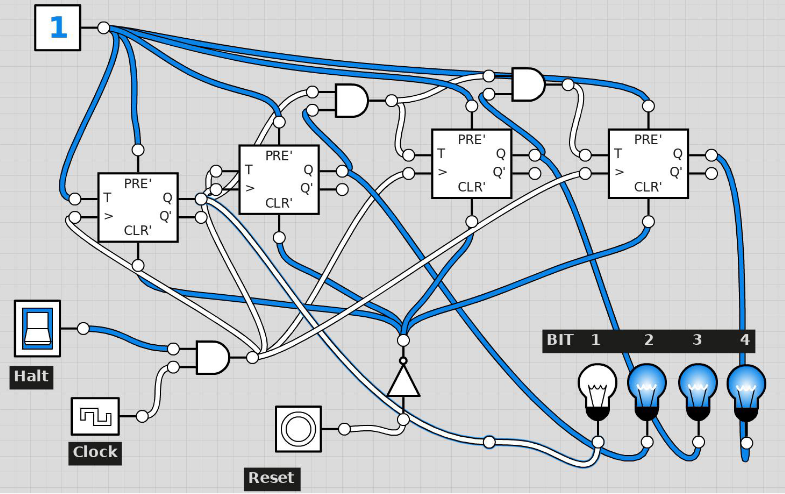 1
PRE'
T Q
> Q'
CLR'
PRE'
T Q
> Q'
CLR'
PRE'
T Q
> Q'
CLR'
PRE'
T Q
> Q'
CLR'
Halt
Clock
Reset
BIT 1 2 3 4